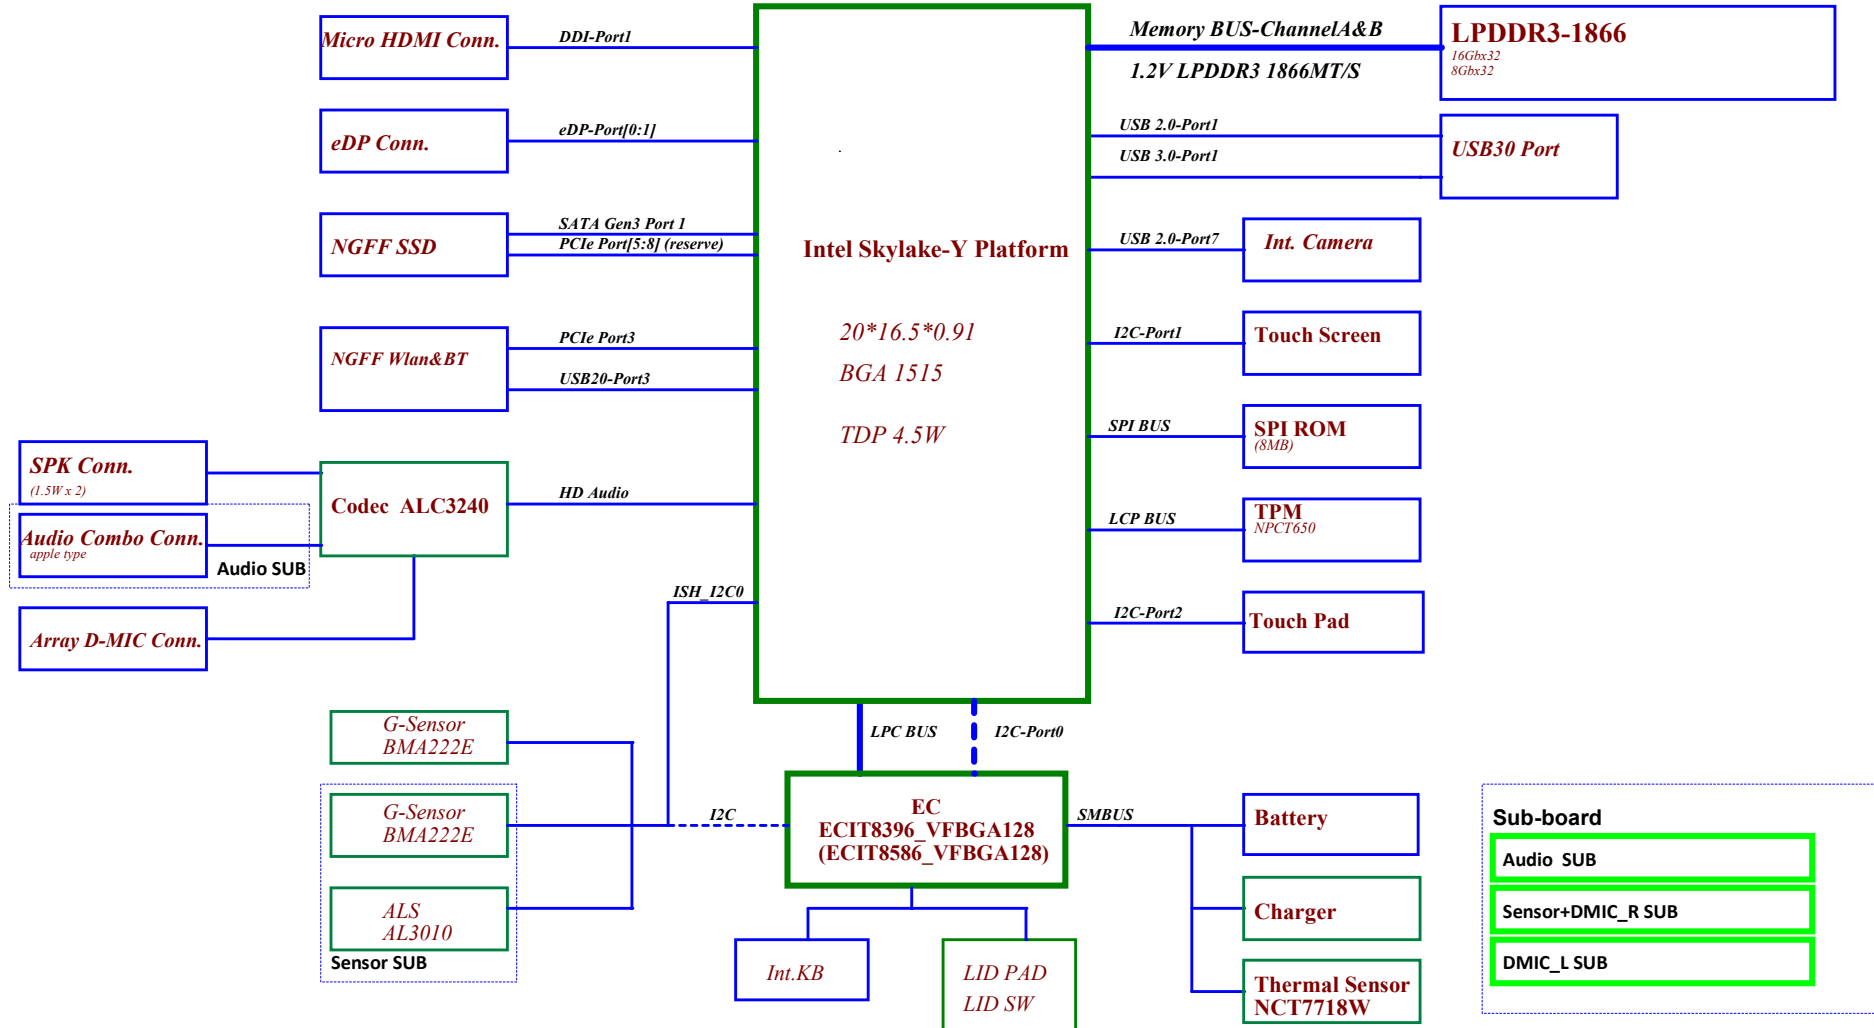 Micro HDMI Conn.
DDI-Port1
eDP Conn.
eDP-Port[0:1]
NGFF SSD
SATA Gen3 Port 1
PCIe Port[5:8] (reserve)
NGFF Wlan&BT
PCIe Port3
USB20-Port3
SPK Conn.
(1.5W x 2)
Audio Combo Conn.
apple type
Audio SUB
Array D-MIC Conn.
Codec ALC3240
HD Audio
ISH_I2C0
G-Sensor
BMA222E
G-Sensor
BMA222E
ALS
AL3010
Sensor SUB
I2C
Intel Skylake-Y Platform
20*16.5*0.91
BGA 1515
TDP 4.5W
LPC BUS
I2C-Port0
EC
ECIT8396_VFBGA128
(ECIT8586_VFBGA128)
Int.KB
LID PAD
LID SW
Memory BUS-ChannelA&B
1.2V LPDDR3 1866MT/S
LPDDR3-1866
16Gbx32
8Gbx32
USB 2.0-Port1
USB 3.0-Port1
USB30 Port
USB 2.0-Port7
Int. Camera
I2C-Port1
Touch Screen
SPI BUS
SPI ROM
(8MB)
LCP BUS
TPM
NPCT650
I2C-Port2
Touch Pad
SMBUS
Battery
Charger
Thermal Sensor
NCT7718W
Sub-board
Audio SUB
Sensor+DMIC_R SUB
DMIC_L SUB